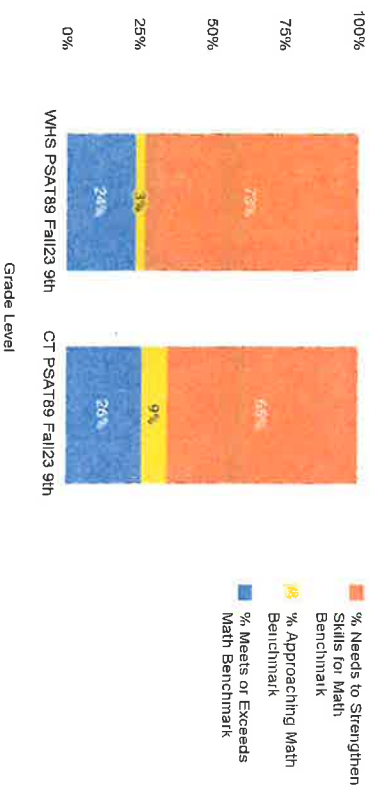 100%
75%
50%
25%
0%
73%
3%
24%
9%
26%
WHS PSAT89 Fall23 9th
CT PSAT89 Fall23 9th
Grade Level
% Needs to Strengthen
Skills for Math
Benchmark
% Approaching Math
Benchmark
% Meets or Exceeds
Math Benchmark